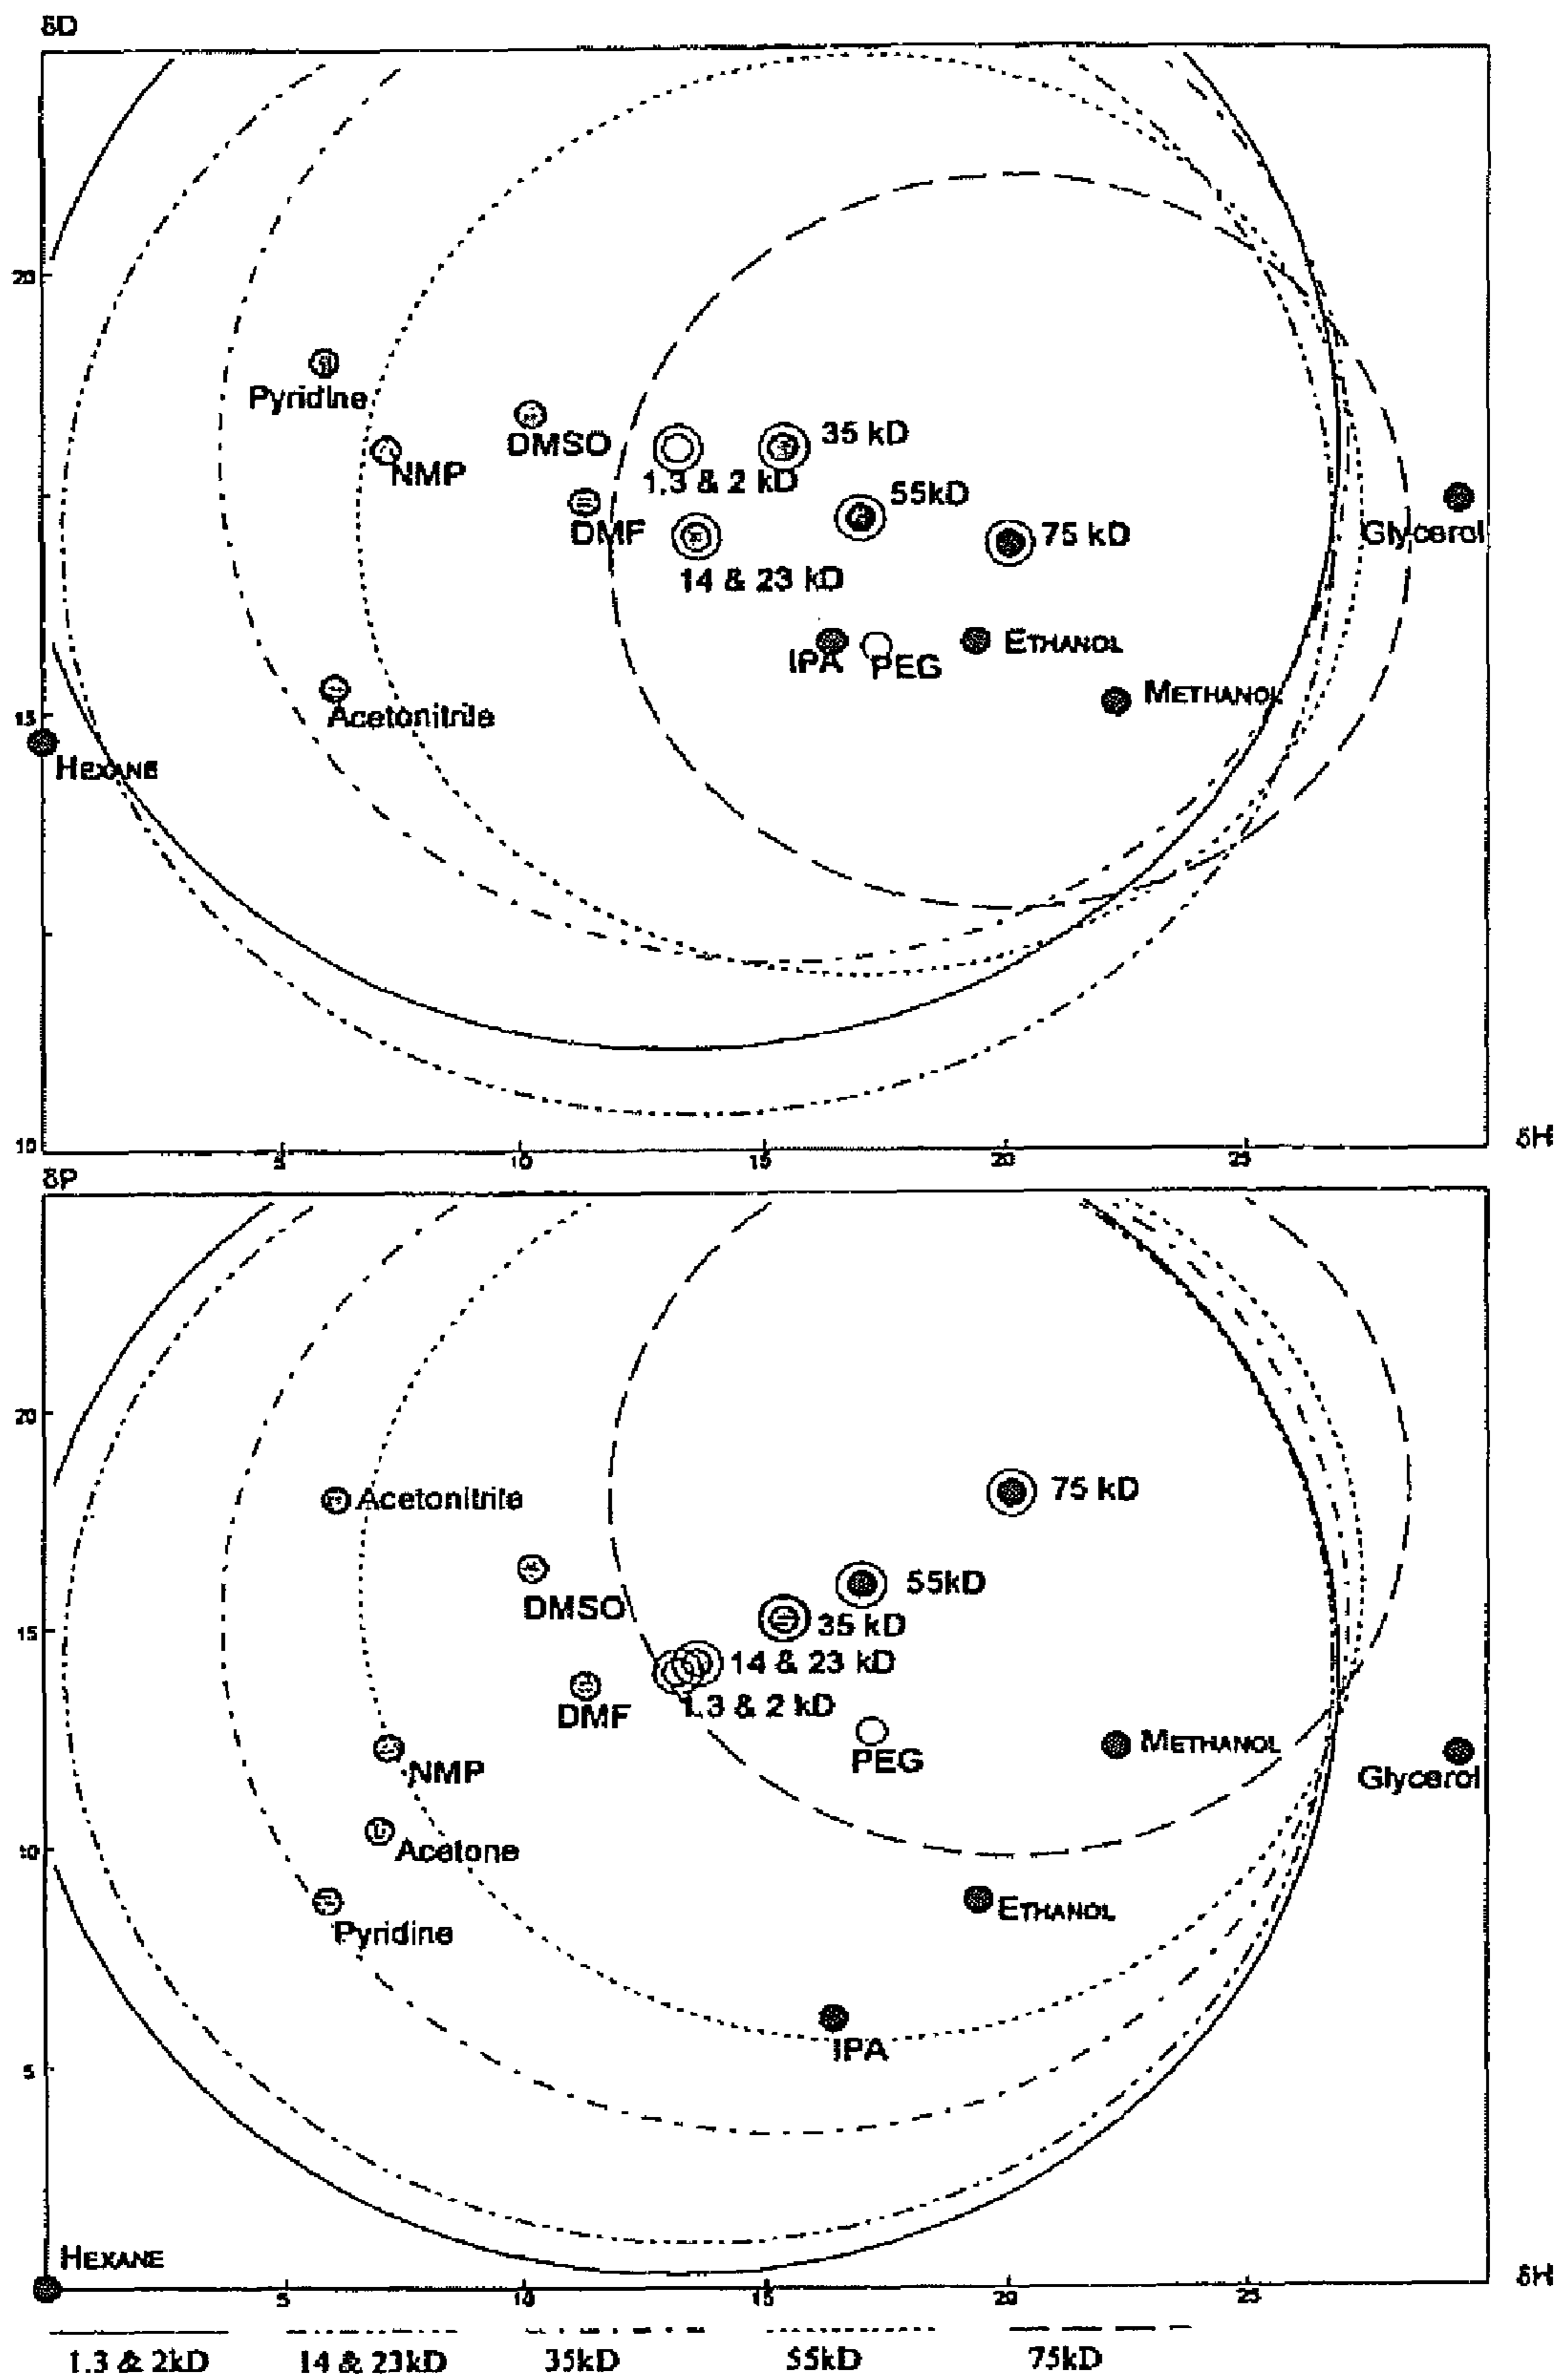 δD
20
Pyridine
NMP
DMSO
35 kD
1.3 & 2 kD
55kD
DMF
14 & 23 kD
75 kD
Glycerol
IPA
PEG
ETHANOL
METHANOL
Acetonitrile
15
HEXANE
10
5
10
15
20
25
δH
δP
20
Acetonitrile
75 kD
DMSO
55kD
15
35 kD
14 & 23 kD
1.3 & 2 kD
DMF
PEG
METHANOL
Glycerol
NMP
10
Acetone
Pyridine
ETHANOL
IPA
5
HEXANE
5
10
15
20
25
δH
1.3 & 2kD
14 & 23kD
35kD
55kD
75kD